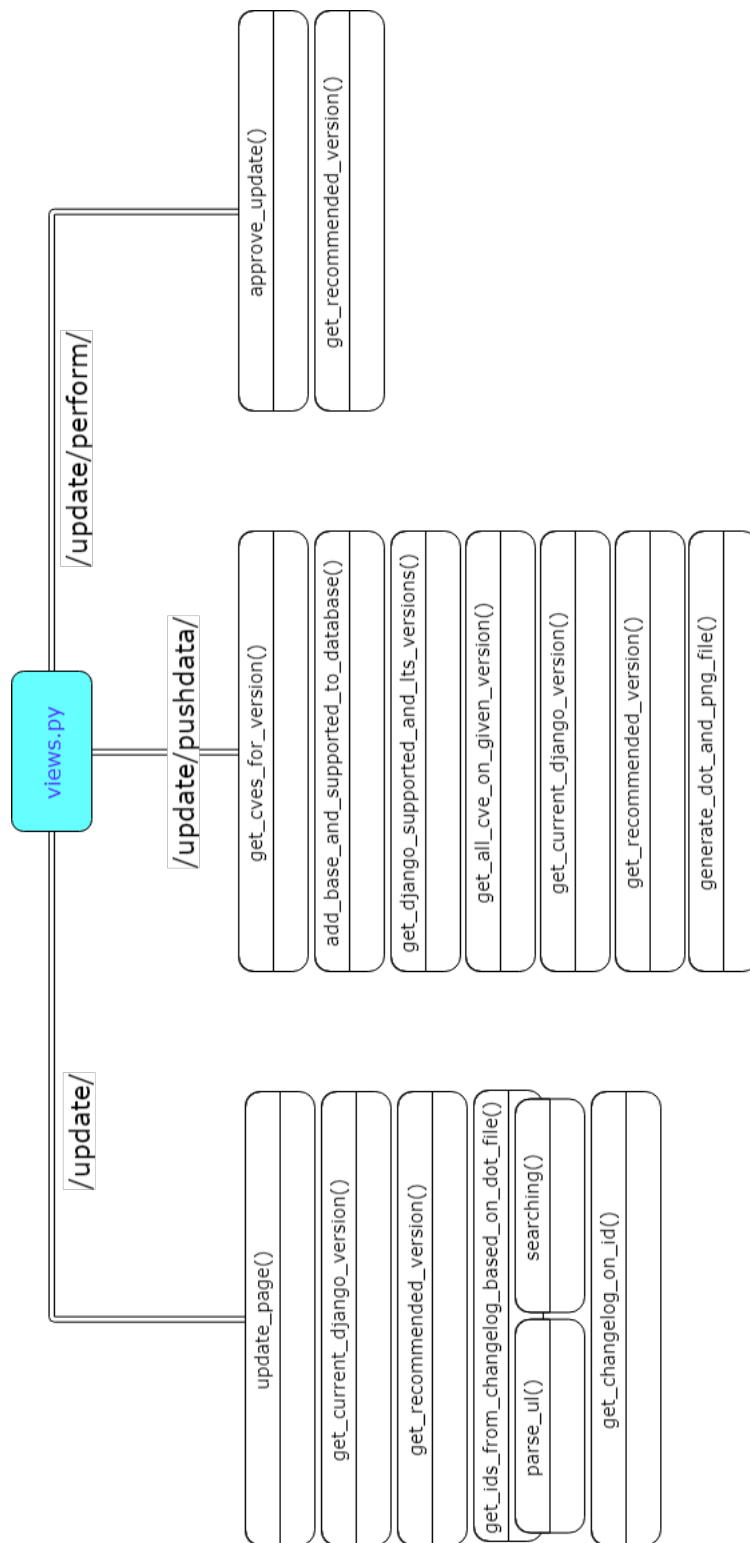 views.py
/update/
update_page()
get_current_django_version()
get_recommended_version()
get_ids_from_changelog_based_on_dot_file()
parse_ul()
searching()
get_changelog_on_id()
/update/pushdata/
get_cves_for_version()
add_base_and_supported_to_database()
get_django_supported_and_lts_versions()
get_all_cve_on_given_version()
get_current_django_version()
get_recommended_version()
generate_dot_and_png_file()
/update/perform/
approve_update()
get_recommended_version()